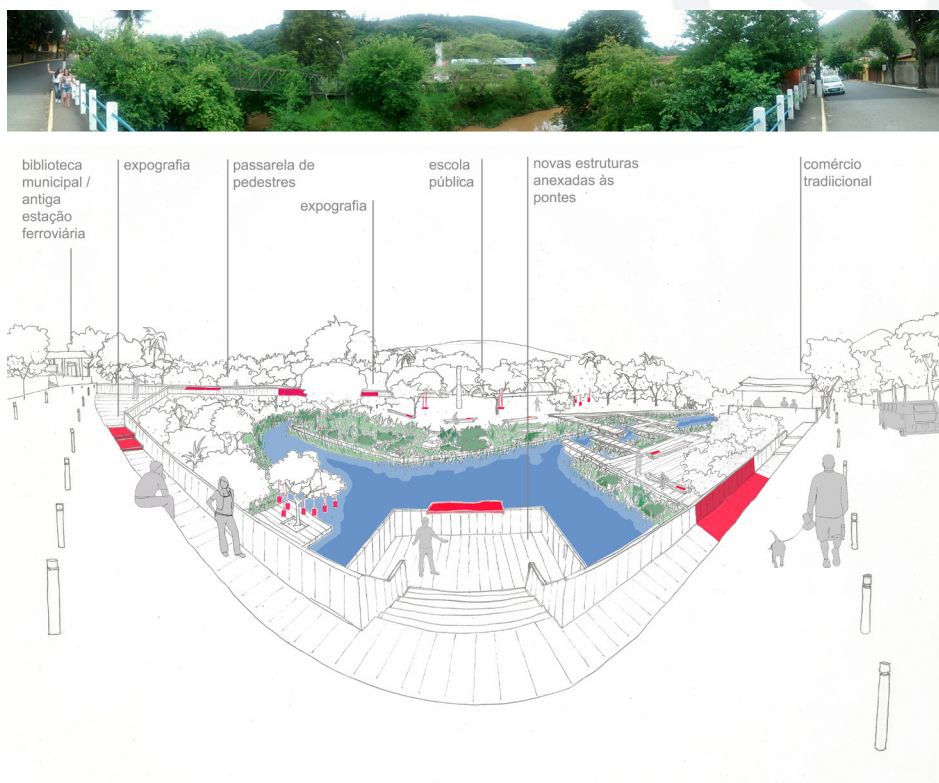 biblioteca
municipal /
antiga
estação
ferroviária
expografia
passarela de
pedestres
expografia
escola
pública
novas estruturas
anexadas às
pontes
comércio
tradiicional